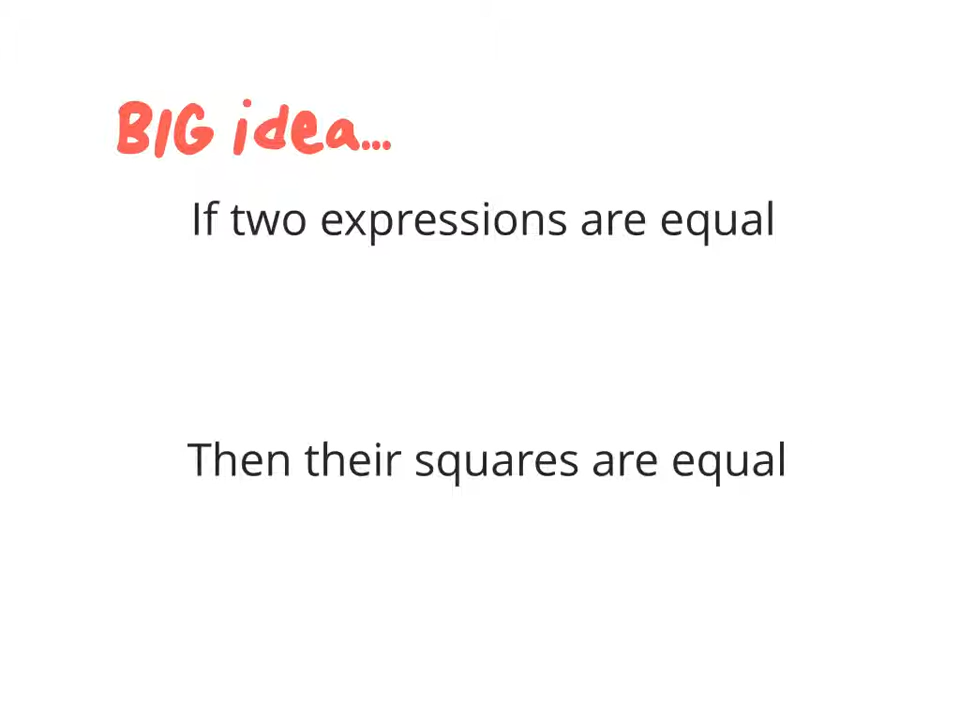 BIG idea...
If two expressions are equal
Then their squares are equal